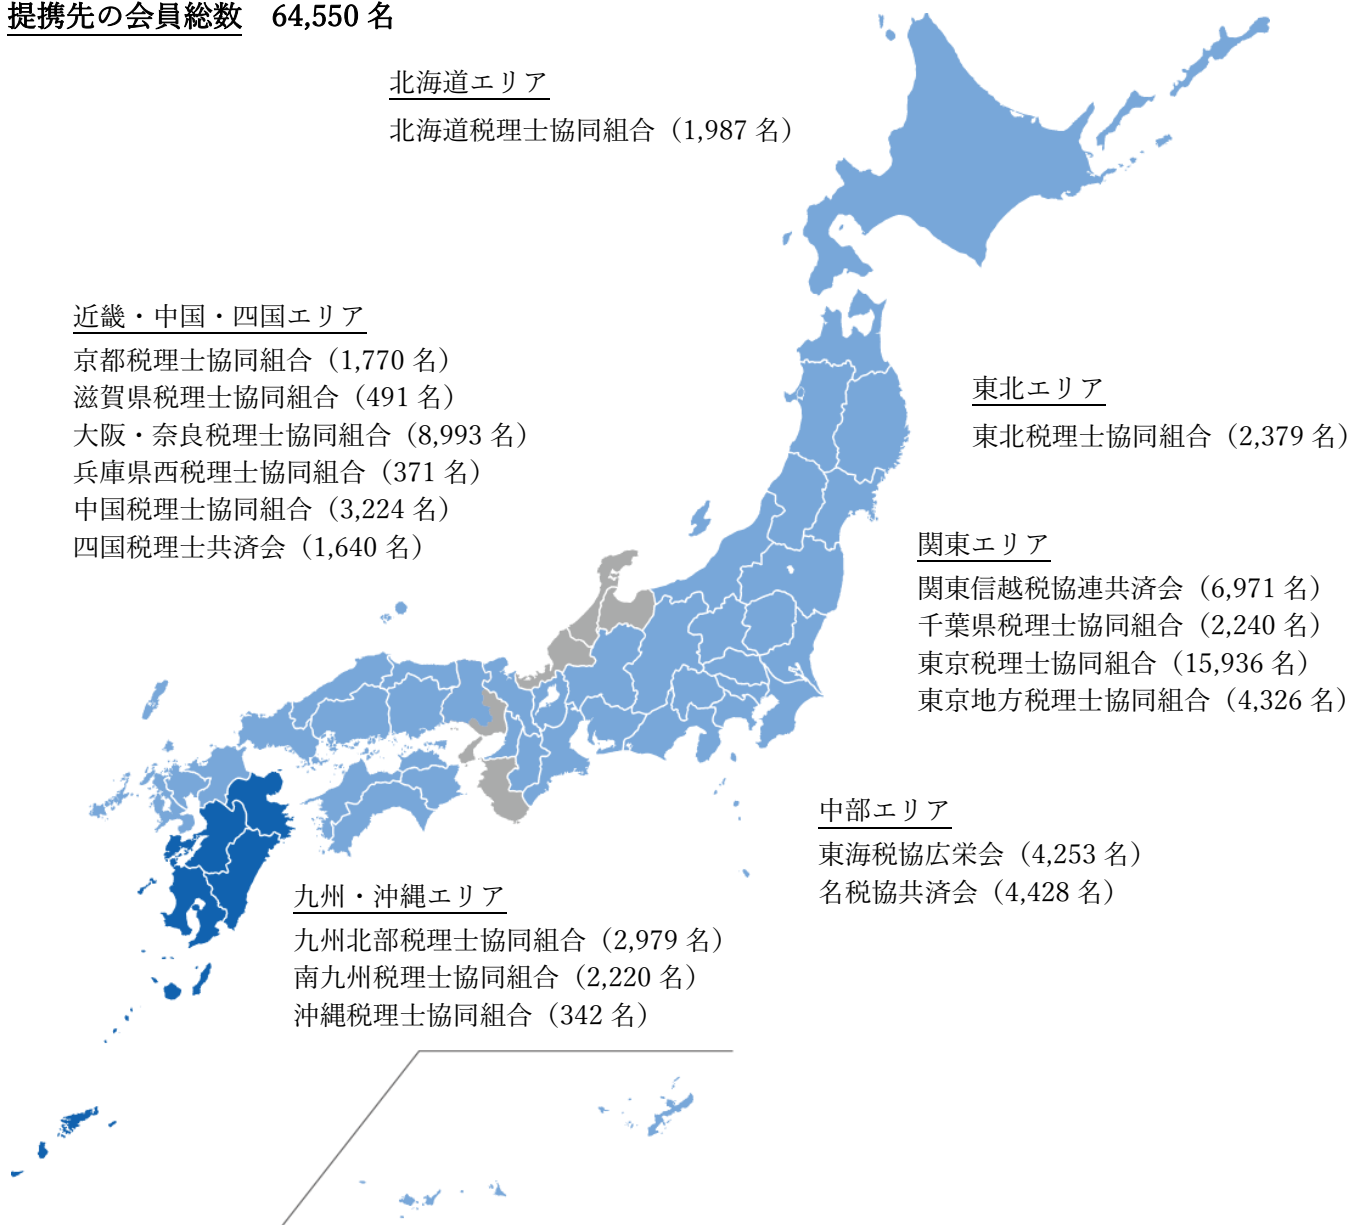 提携先の会員総数　64,550 名
北海道エリア
北海道税理士協同組合（1,987 名）
近畿・中国・四国エリア
京都税理士協同組合（1,770 名）
滋賀県税理士協同組合（491 名）
大阪・奈良税理士協同組合（8,993 名）
兵庫県西税理士協同組合（371 名）
中国税理士協同組合（3,224 名）
四国税理士共済会（1,640 名）
東北エリア
東北税理士協同組合（2,379 名）
関東エリア
関東信越税協連共済会（6,971 名）
千葉県税理士協同組合（2,240 名）
東京税理士協同組合（15,936 名）
東京地方税理士協同組合（4,326 名）
中部エリア
東海税協広栄会（4,253 名）
名税協共済会（4,428 名）
九州・沖縄エリア
九州北部税理士協同組合（2,979 名）
南九州税理士協同組合（2,220 名）
沖縄税理士協同組合（342 名）